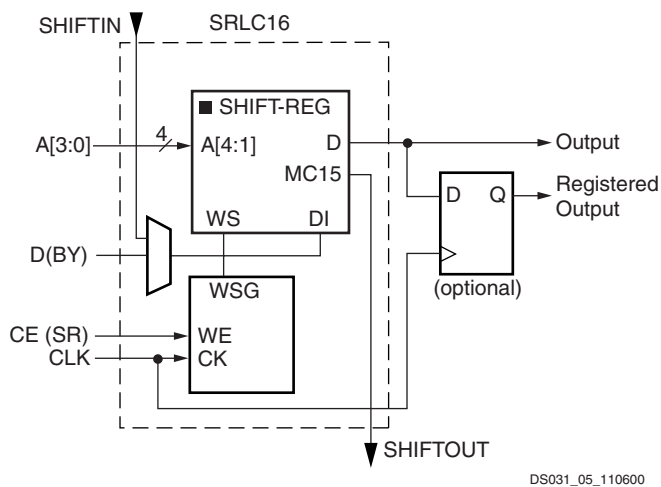 SHIFTIN
SRLC16
■ SHIFT-REG
A[3:0]
4
A[4:1]
D
Output
MC15
D Q
Registered
Output
WS DI
D(BY)
WSG
(optional)
CE (SR)
WE
CLK
CK
SHIFTOUT
DS031_05_110600